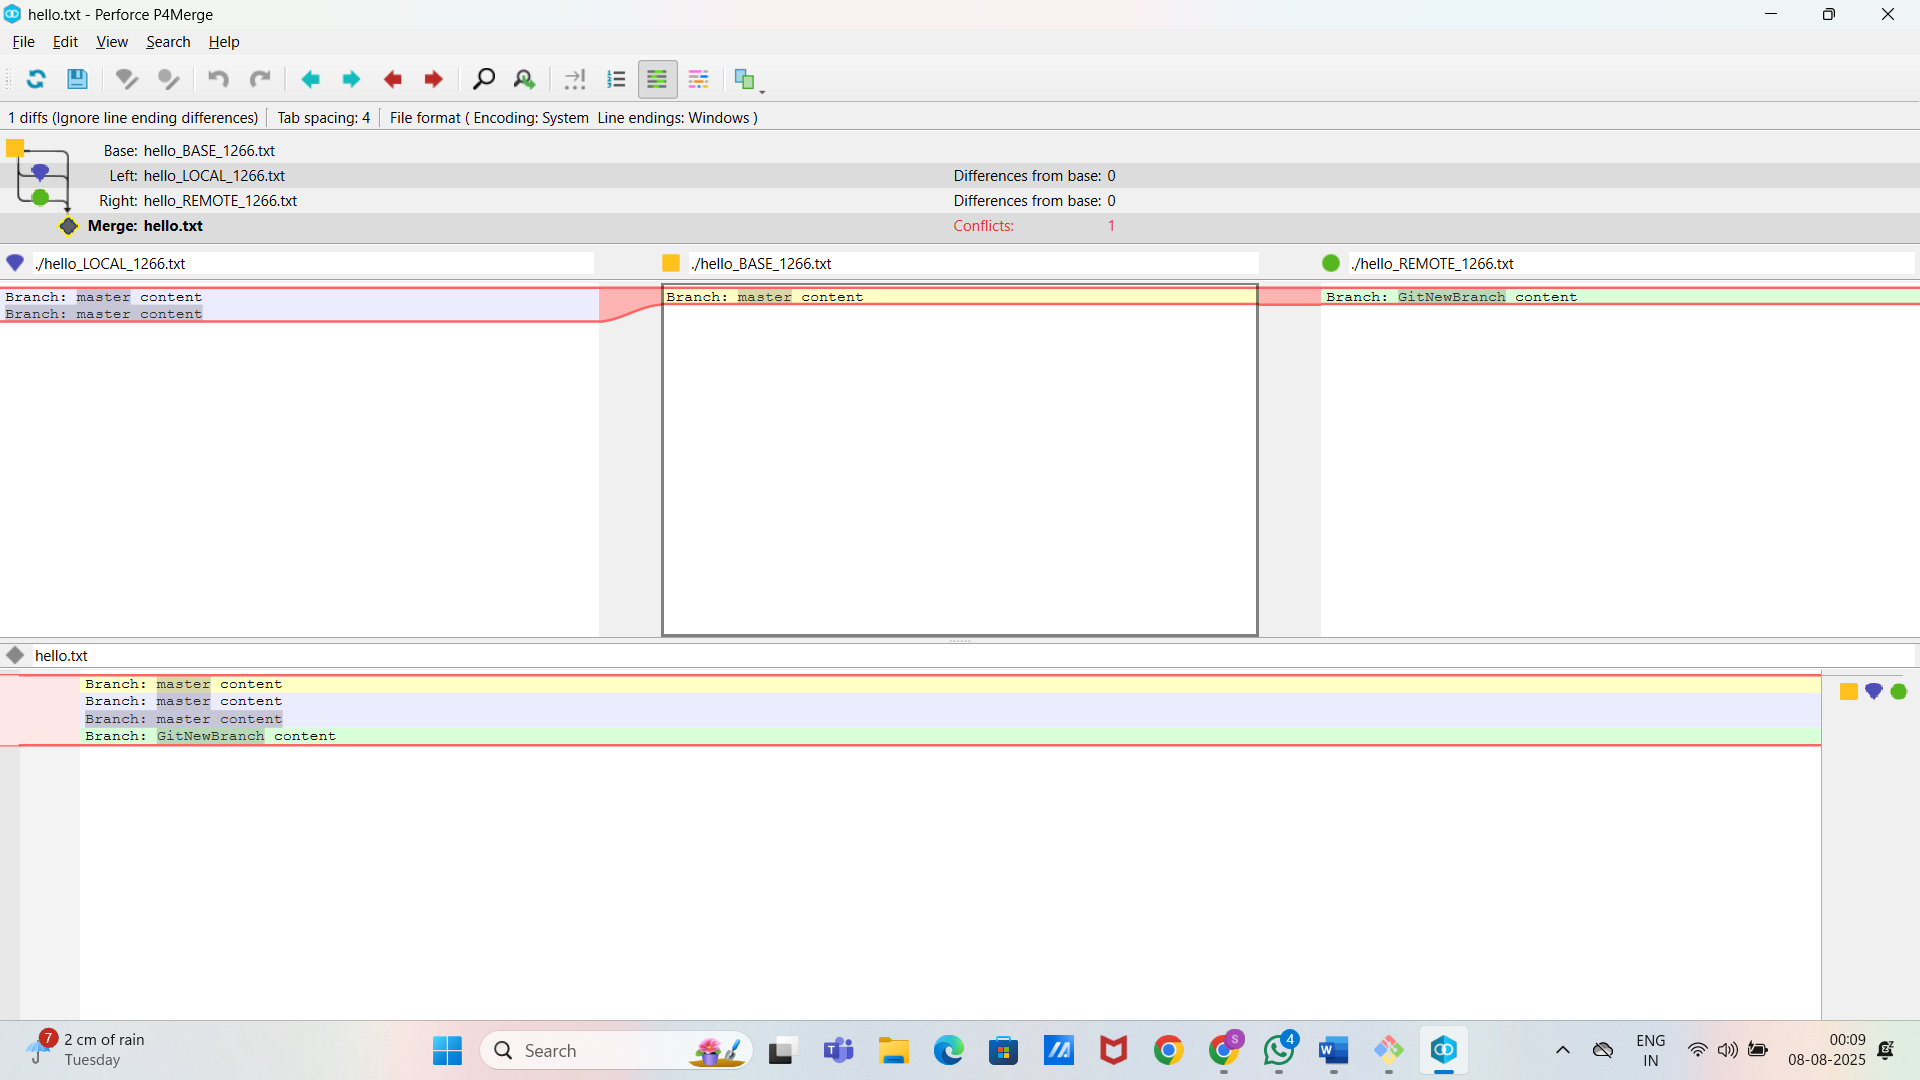 hello.txt - Perforce P4Merge
File Edit View Search Help
1 diffs (Ignore line ending differences) Tab spacing: 4 File format ( Encoding: System Line endings: Windows )
Base: hello_BASE_1266.txt
Left: hello_LOCAL_1266.txt Differences from base: 0
Right: hello_REMOTE_1266.txt Differences from base: 0
Merge: hello.txt Conflicts: 1
./hello_LOCAL_1266.txt ./hello_BASE_1266.txt ./hello_REMOTE_1266.txt
Branch: master content Branch: master content Branch: GitNewBranch content
Branch: master content
hello.txt
Branch: master content
Branch: master content
Branch: master content
Branch: GitNewBranch content
7 2 cm of rain
Tuesday
Search
S
4
ENG
IN
00:09
08-08-2025